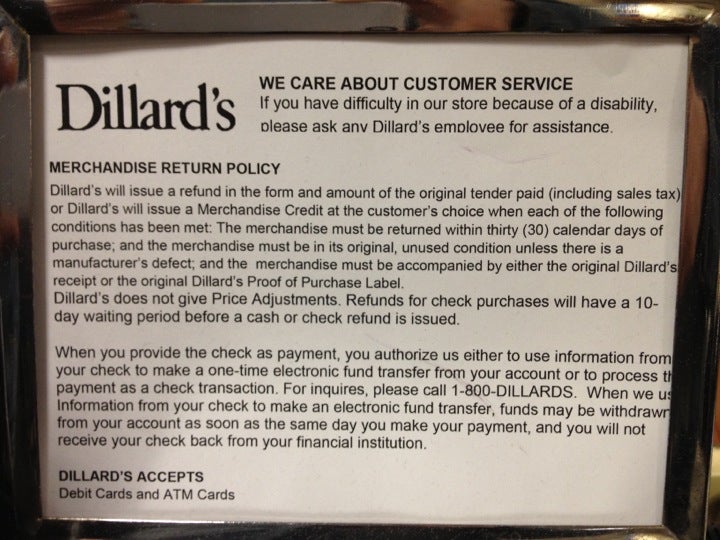 Dillard's
WE CARE ABOUT CUSTOMER SERVICE
If you have difficulty in our store because of a disability,
please ask any Dillard's employee for assistance.
MERCHANDISE RETURN POLICY
Dillard's will issue a refund in the form and amount of the original tender paid (including sales tax)
or Dillard's will issue a Merchandise Credit at the customer's choice when each of the following
conditions has been met: The merchandise must be returned within thirty (30) calendar days of
purchase; and the merchandise must be in its original, unused condition unless there is a
manufacturer's defect; and the merchandise must be accompanied by either the original Dillard's
receipt or the original Dillard's Proof of Purchase Label.
Dillard's does not give Price Adjustments. Refunds for check purchases will have a 10-
day waiting period before a cash or check refund is issued.
When you provide the check as payment, you authorize us either to use information from
your check to make a one-time electronic fund transfer from your account or to process th
payment as a check transaction. For inquires, please call 1-800-DILLARDS. When we us
Information from your check to make an electronic fund transfer, funds may be withdrawn
from your account as soon as the same day you make your payment, and you will not
receive your check back from your financial institution.
DILLARD'S ACCEPTS
Debit Cards and ATM Cards